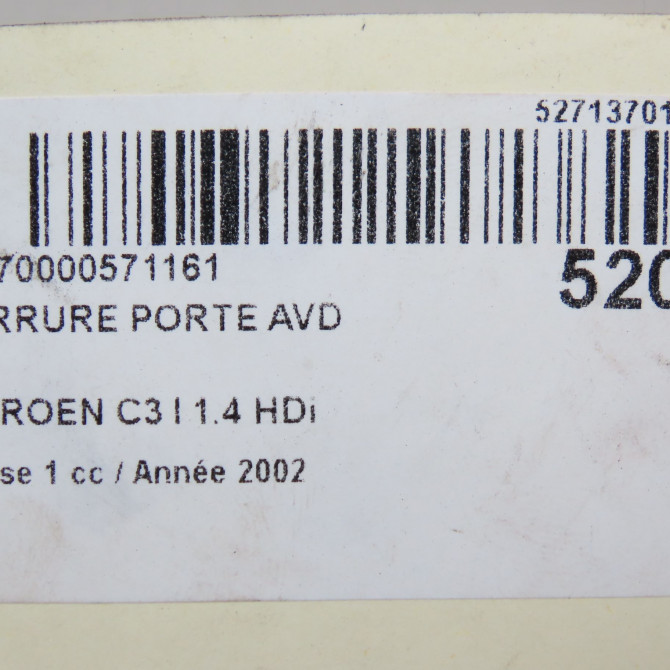 52713701
70000571161
520
RRURE PORTE AVD
ROEN C3 I 1.4 HDi
se 1 cc / Année 2002